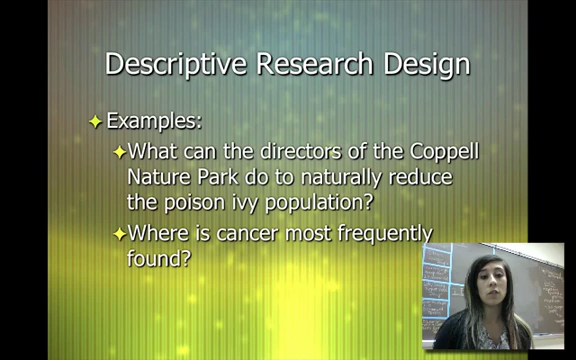 Descriptive Research Design
Examples:
What can the directors of the Coppell
Nature Park do to naturally reduce
the poison ivy population?
Where is cancer most frequently
found?